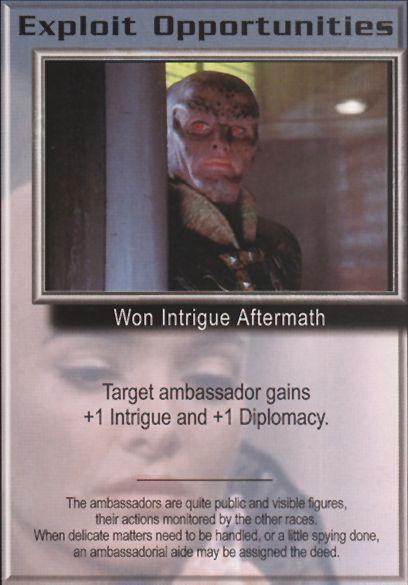 Exploit Opportunities
Won Intrigue Aftermath
Target ambassador gains
+1 Intrigue and +1 Diplomacy.
The ambassadors are quite public and visible figures,
their actions monitored by the other races.
When delicate matters need to be handled, or a little spying done,
an ambassadorial aide may be assigned the deed.